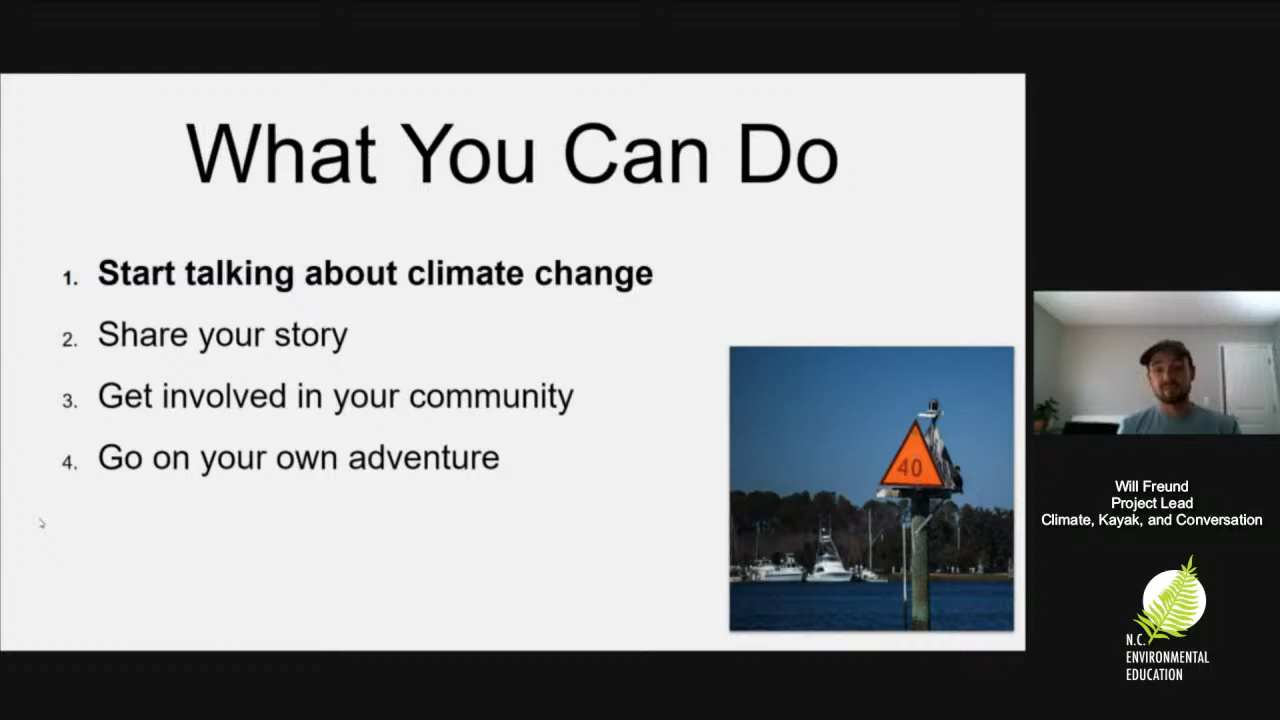 What You Can Do
1. Start talking about climate change
2. Share your story
3. Get involved in your community
4. Go on your own adventure
40
Will Freund
Project Lead
Climate, Kayak, and Conversation
N.C.
ENVIRONMENTAL
EDUCATION